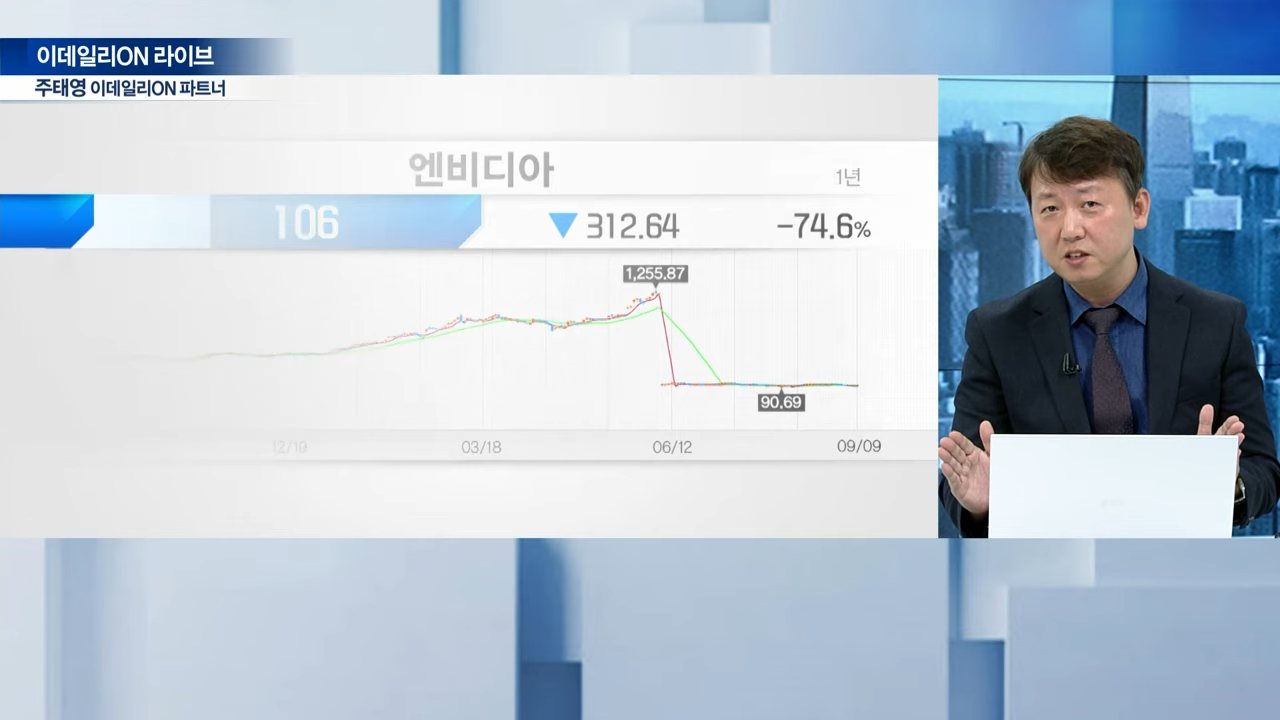 이데일리ON 라이브
주태영 이데일리ON 파트너
엔비디아
1년
106 ▼ 312.64 -74.6%
1,255.87
90.69
12/19 03/18 06/12 09/09